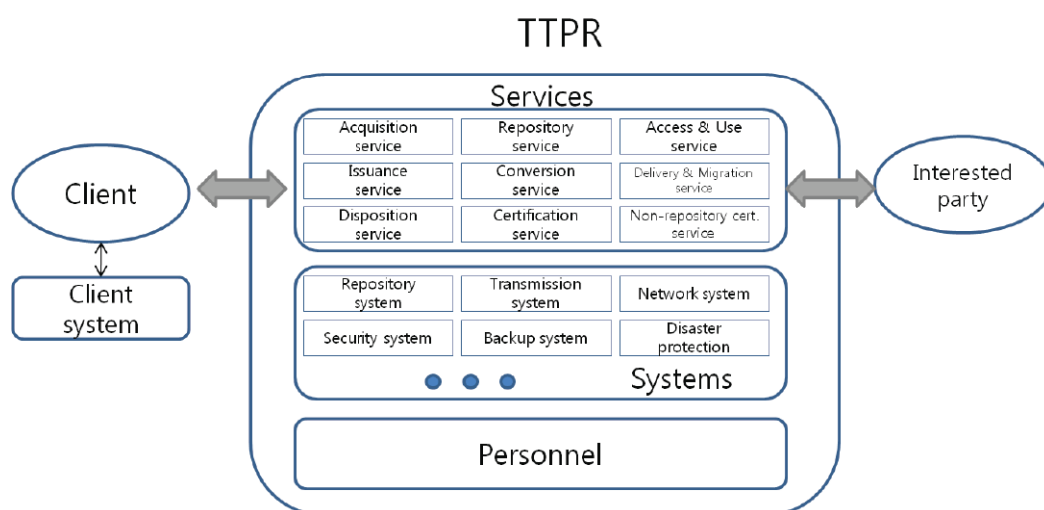 TTPR
Services
Acquisition
service
Repository
service
Access & Use
service
Issuance
service
Conversion
service
Delivery & Migration
service
Disposition
service
Certification
service
Non-repository cert.
service
Client
Client
system
Interested
party
Repository
system
Transmission
system
Network system
Security system
Backup system
Disaster
protection
Systems
Personnel